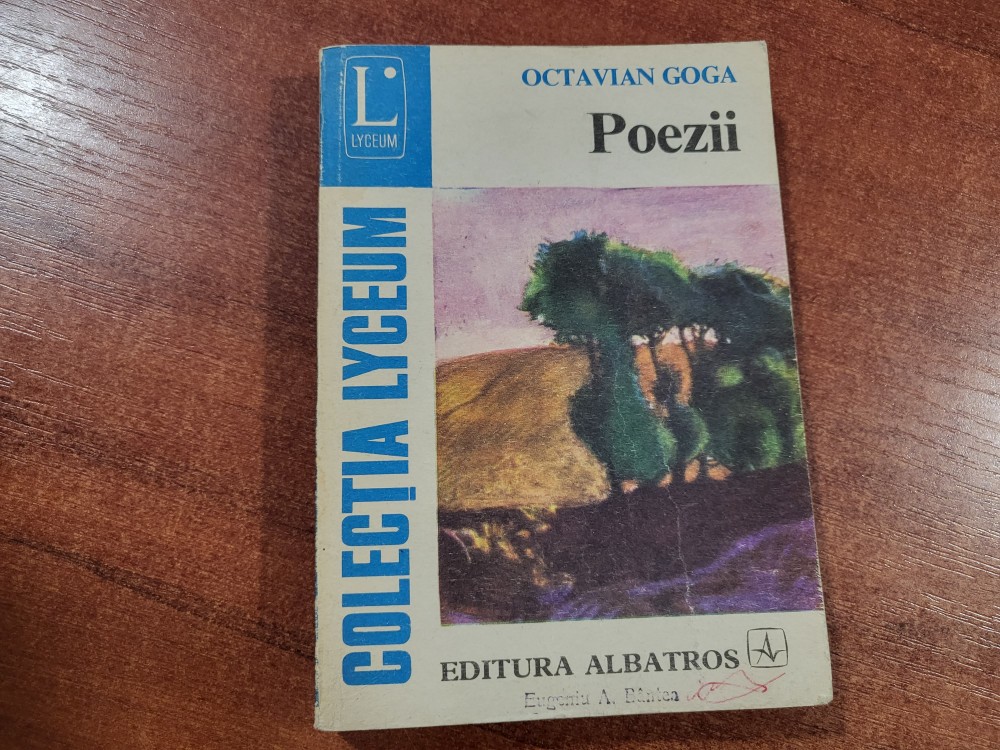 L
LYCEUM
OCTAVIAN GOGA
Poezii
COLECȚIA LYCEUM
EDITURA ALBATROS
Eugeniu A. Bântea